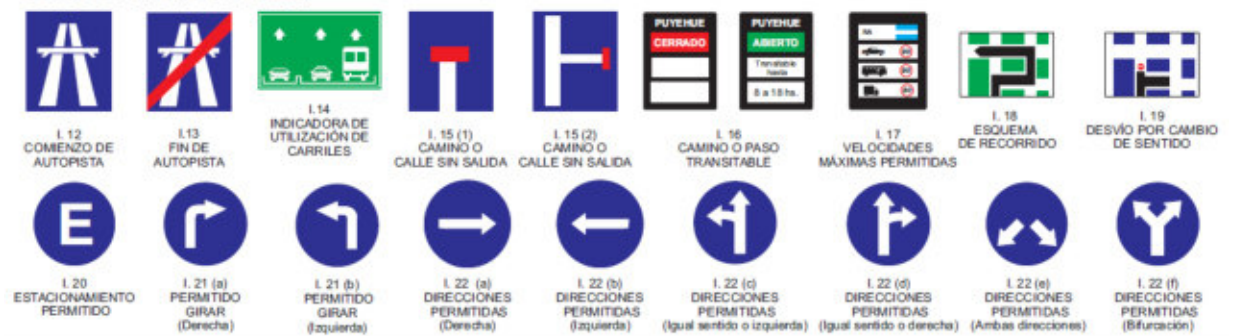 PUYEHUE
CERRADO
PUYEHUE
ABIERTO
Transitable
hasta
8 a 18 hs.
I. 12
COMIENZO DE
AUTOPISTA
I.13
FIN DE
AUTOPISTA
I.14
INDICADORA DE
UTILIZACIÓN DE
CARRILES
I. 15 (1)
CAMINO O
CALLE SIN SALIDA
I. 15 (2)
CAMINO O
CALLE SIN SALIDA
I. 16
CAMINO O PASO
TRANSITABLE
I. 17
VELOCIDADES
MÁXIMAS PERMITIDAS
I. 18
ESQUEMA
DE RECORRIDO
I. 19
DESVÍO POR CAMBIO
DE SENTIDO
E
I. 20
ESTACIONAMIENTO
PERMITIDO
I. 21 (a)
PERMITIDO
GIRAR
(Derecha)
I. 21 (b)
PERMITIDO
GIRAR
(Izquierda)
I. 22 (a)
DIRECCIONES
PERMITIDAS
(Derecha)
I. 22 (b)
DIRECCIONES
PERMITIDAS
(Izquierda)
I. 22 (c)
DIRECCIONES
PERMITIDAS
(Igual sentido o izquierda)
I. 22 (d)
DIRECCIONES
PERMITIDAS
(Igual sentido o derecha)
I. 22 (e)
DIRECCIONES
PERMITIDAS
(Ambas direcciones)
I. 22 (f)
DIRECCIONES
PERMITIDAS
(Bifurcación)